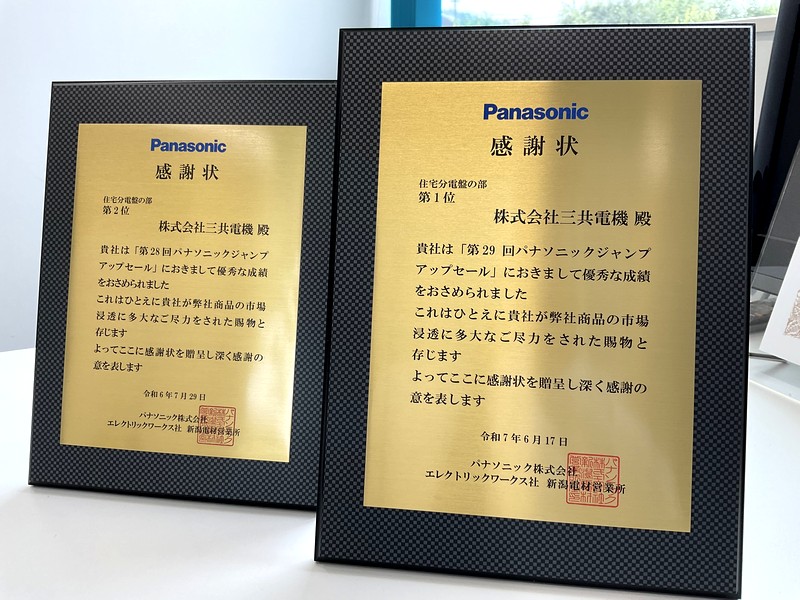 Panasonic
感謝状
住宅分電盤の部
第2位
株式会社三共電機 殿
貴社は「第28回パナソニックジャンプ
アップセール」におきまして優秀な成績
をおさめられました
これはひとえに貴社が弊社商品の市場
浸透に多大なご尽力をされた賜物と
存じます
よってここに感謝状を贈呈し深く感謝の
意を表します
令和6年7月29日
パナソニック株式会社
エレクトリックワークス社 新潟電材営業所
Panasonic
感謝状
住宅分電盤の部
第1位
株式会社三共電機 殿
貴社は「第29回パナソニックジャンプ
アップセール」におきまして優秀な成績
をおさめられました
これはひとえに貴社が弊社商品の市場
浸透に多大なご尽力をされた賜物と
存じます
よってここに感謝状を贈呈し深く感謝の
意を表します
令和7年6月17日
パナソニック株式会社
エレクトリックワークス社 新潟電材営業所